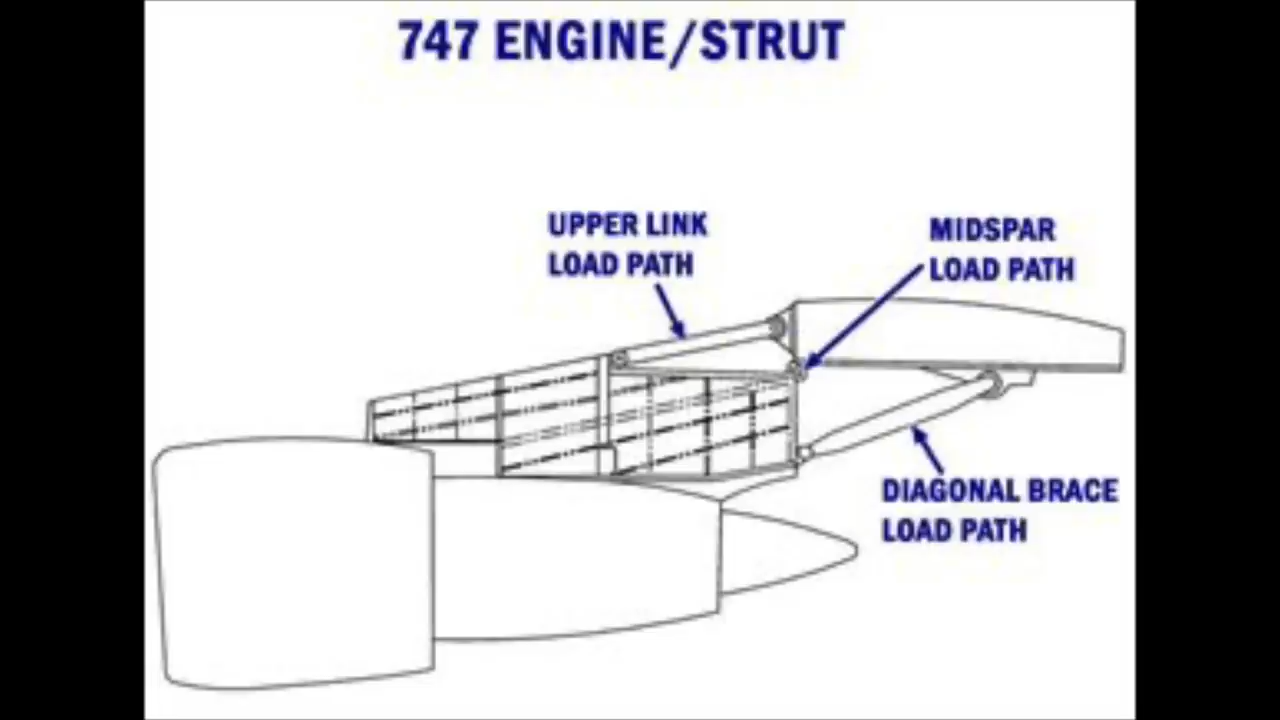 747 ENGINE/STRUT
UPPER LINK
LOAD PATH
MIDSPAR
LOAD PATH
DIAGONAL BRACE
LOAD PATH